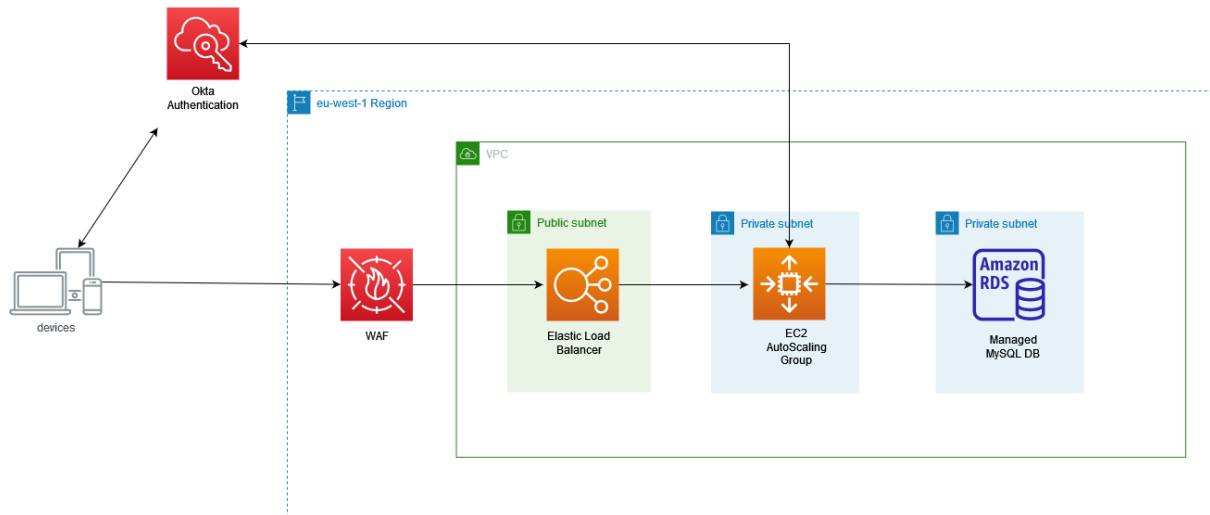 Okta
Authentication
eu-west-1 Region
VPC
Public subnet
Private subnet
Private subnet
devices
WAF
Elastic Load
Balancer
EC2
AutoScaling
Group
Amazon
RDS
Managed
MySQL DB